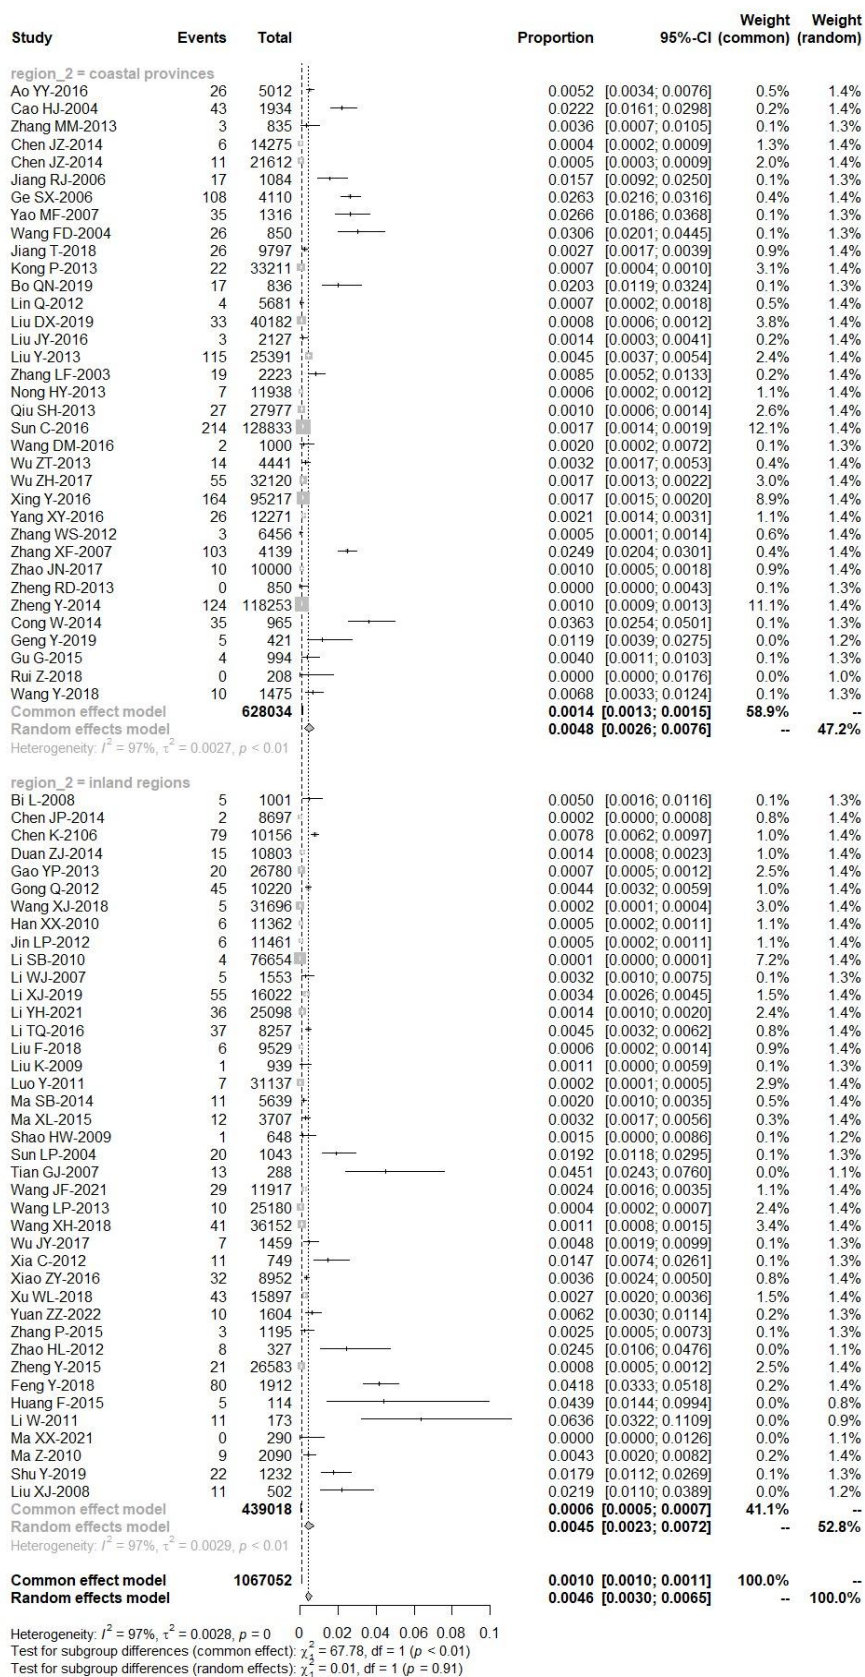 Weight Weight
Study Events Total Proportion 95%-CI (common) (random)
region_2 = coastal provinces
Ao YY-2016 26 5012 0.0052 [0.0034; 0.0076] 0.5% 1.4%
Cao HJ-2004 43 1934 0.0222 [0.0161; 0.0298] 0.2% 1.4%
Zhang MM-2013 3 835 0.0036 [0.0007; 0.0105] 0.1% 1.3%
Chen JZ-2014 6 14275 0.0004 [0.0002; 0.0009] 1.3% 1.4%
Chen JZ-2014 11 21612 0.0005 [0.0003; 0.0009] 2.0% 1.4%
Jiang RJ-2006 17 1084 0.0157 [0.0092; 0.0250] 0.1% 1.3%
Ge SX-2006 108 4110 0.0263 [0.0216; 0.0316] 0.4% 1.4%
Yao MF-2007 35 1316 0.0266 [0.0186; 0.0368] 0.1% 1.3%
Wang FD-2004 26 850 0.0306 [0.0201; 0.0445] 0.1% 1.3%
Jiang T-2018 26 9797 0.0027 [0.0017; 0.0039] 0.9% 1.4%
Kong P-2013 22 33211 0.0007 [0.0004; 0.0010] 3.1% 1.4%
Bo QN-2019 17 836 0.0203 [0.0119; 0.0324] 0.1% 1.3%
Lin Q-2012 4 5681 0.0007 [0.0002; 0.0018] 0.5% 1.4%
Liu DX-2019 33 40182 0.0008 [0.0006; 0.0012] 3.8% 1.4%
Liu JY-2016 3 2127 0.0014 [0.0003; 0.0041] 0.2% 1.4%
Liu Y-2013 115 25391 0.0045 [0.0037; 0.0054] 2.4% 1.4%
Zhang LF-2003 19 2223 0.0085 [0.0052; 0.0133] 0.2% 1.4%
Nong HY-2013 7 11938 0.0006 [0.0002; 0.0012] 1.1% 1.4%
Qiu SH-2013 27 27977 0.0010 [0.0006; 0.0014] 2.6% 1.4%
Sun C-2016 214 128833 0.0017 [0.0014; 0.0019] 12.1% 1.4%
Wang DM-2016 2 1000 0.0020 [0.0002; 0.0072] 0.1% 1.3%
Wu ZT-2013 14 4441 0.0032 [0.0017; 0.0053] 0.4% 1.4%
Wu ZH-2017 55 32120 0.0017 [0.0013; 0.0022] 3.0% 1.4%
Xing Y-2016 164 95217 0.0017 [0.0015; 0.0020] 8.9% 1.4%
Yang XY-2016 26 12271 0.0021 [0.0014; 0.0031] 1.1% 1.4%
Zhang WS-2012 3 6456 0.0005 [0.0001; 0.0014] 0.6% 1.4%
Zhang XF-2007 103 4139 0.0249 [0.0204; 0.0301] 0.4% 1.4%
Zhao JN-2017 10 10000 0.0010 [0.0005; 0.0018] 0.9% 1.4%
Zheng RD-2013 0 850 0.0000 [0.0000; 0.0043] 0.1% 1.3%
Zheng Y-2014 124 118253 0.0010 [0.0009; 0.0013] 11.1% 1.4%
Cong W-2014 35 965 0.0363 [0.0254; 0.0501] 0.1% 1.3%
Geng Y-2019 5 421 0.0119 [0.0039; 0.0275] 0.0% 1.2%
Gu G-2015 4 994 0.0040 [0.0011; 0.0103] 0.1% 1.3%
Rui Z-2018 0 208 0.0000 [0.0000; 0.0176] 0.0% 1.0%
Wang Y-2018 10 1475 0.0068 [0.0033; 0.0124] 0.1% 1.3%
Common effect model 628034 0.0014 [0.0013; 0.0015] 58.9% --
Random effects model 0.0048 [0.0026; 0.0076] -- 47.2%
Heterogeneity: I² = 97%, τ² = 0.0027, p < 0.01
region_2 = inland regions
Bi L-2008 5 1001 0.0050 [0.0016; 0.0116] 0.1% 1.3%
Chen JP-2014 2 8697 0.0002 [0.0000; 0.0008] 0.8% 1.4%
Chen K-2106 79 10156 0.0078 [0.0062; 0.0097] 1.0% 1.4%
Duan ZJ-2014 15 10803 0.0014 [0.0008; 0.0023] 1.0% 1.4%
Gao YP-2013 20 26780 0.0007 [0.0005; 0.0012] 2.5% 1.4%
Gong Q-2012 45 10220 0.0044 [0.0032; 0.0059] 1.0% 1.4%
Wang XJ-2018 5 31696 0.0002 [0.0001; 0.0004] 3.0% 1.4%
Han XX-2010 6 11362 0.0005 [0.0002; 0.0011] 1.1% 1.4%
Jin LP-2012 6 11461 0.0005 [0.0002; 0.0011] 1.1% 1.4%
Li SB-2010 4 76654 0.0001 [0.0000; 0.0001] 7.2% 1.4%
Li WJ-2007 5 1553 0.0032 [0.0010; 0.0075] 0.1% 1.3%
Li XJ-2019 55 16022 0.0034 [0.0026; 0.0045] 1.5% 1.4%
Li YH-2021 36 25098 0.0014 [0.0010; 0.0020] 2.4% 1.4%
Li TQ-2016 37 8257 0.0045 [0.0032; 0.0062] 0.8% 1.4%
Liu F-2018 6 9529 0.0006 [0.0002; 0.0014] 0.9% 1.4%
Liu K-2009 1 939 0.0011 [0.0000; 0.0059] 0.1% 1.3%
Luo Y-2011 7 31137 0.0002 [0.0001; 0.0005] 2.9% 1.4%
Ma SB-2014 11 5639 0.0020 [0.0010; 0.0035] 0.5% 1.4%
Ma XL-2015 12 3707 0.0032 [0.0017; 0.0056] 0.3% 1.4%
Shao HW-2009 1 648 0.0015 [0.0000; 0.0086] 0.1% 1.2%
Sun LP-2004 20 1043 0.0192 [0.0118; 0.0295] 0.1% 1.3%
Tian GJ-2007 13 288 0.0451 [0.0243; 0.0760] 0.0% 1.1%
Wang JF-2021 29 11917 0.0024 [0.0016; 0.0035] 1.1% 1.4%
Wang LP-2013 10 25180 0.0004 [0.0002; 0.0007] 2.4% 1.4%
Wang XH-2018 41 36152 0.0011 [0.0008; 0.0015] 3.4% 1.4%
Wu JY-2017 7 1459 0.0048 [0.0019; 0.0099] 0.1% 1.3%
Xia C-2012 11 749 0.0147 [0.0074; 0.0261] 0.1% 1.3%
Xiao ZY-2016 32 8952 0.0036 [0.0024; 0.0050] 0.8% 1.4%
Xu WL-2018 43 15897 0.0027 [0.0020; 0.0036] 1.5% 1.4%
Yuan ZZ-2022 10 1604 0.0062 [0.0030; 0.0114] 0.2% 1.3%
Zhang P-2015 3 1195 0.0025 [0.0005; 0.0073] 0.1% 1.3%
Zhao HL-2012 8 327 0.0245 [0.0106; 0.0476] 0.0% 1.1%
Zheng Y-2015 21 26583 0.0008 [0.0005; 0.0012] 2.5% 1.4%
Feng Y-2018 80 1912 0.0418 [0.0333; 0.0518] 0.2% 1.4%
Huang F-2015 5 114 0.0439 [0.0144; 0.0994] 0.0% 0.8%
Li W-2011 11 173 0.0636 [0.0322; 0.1109] 0.0% 0.9%
Ma XX-2021 0 290 0.0000 [0.0000; 0.0126] 0.0% 1.1%
Ma Z-2010 9 2090 0.0043 [0.0020; 0.0082] 0.2% 1.4%
Shu Y-2019 22 1232 0.0179 [0.0112; 0.0269] 0.1% 1.3%
Liu XJ-2008 11 502 0.0219 [0.0110; 0.0389] 0.0% 1.2%
Common effect model 439018 0.0006 [0.0005; 0.0007] 41.1% --
Random effects model 0.0045 [0.0023; 0.0072] -- 52.8%
Heterogeneity: I² = 97%, τ² = 0.0029, p < 0.01
Common effect model 1067052 0.0010 [0.0010; 0.0011] 100.0% --
Random effects model 0.0046 [0.0030; 0.0065] -- 100.0%
0 0.02 0.04 0.06 0.08 0.1
Heterogeneity: I² = 97%, τ² = 0.0028, p = 0
Test for subgroup differences (common effect): χ²₁ = 67.78, df = 1 (p < 0.01)
Test for subgroup differences (random effects): χ²₁ = 0.01, df = 1 (p = 0.91)